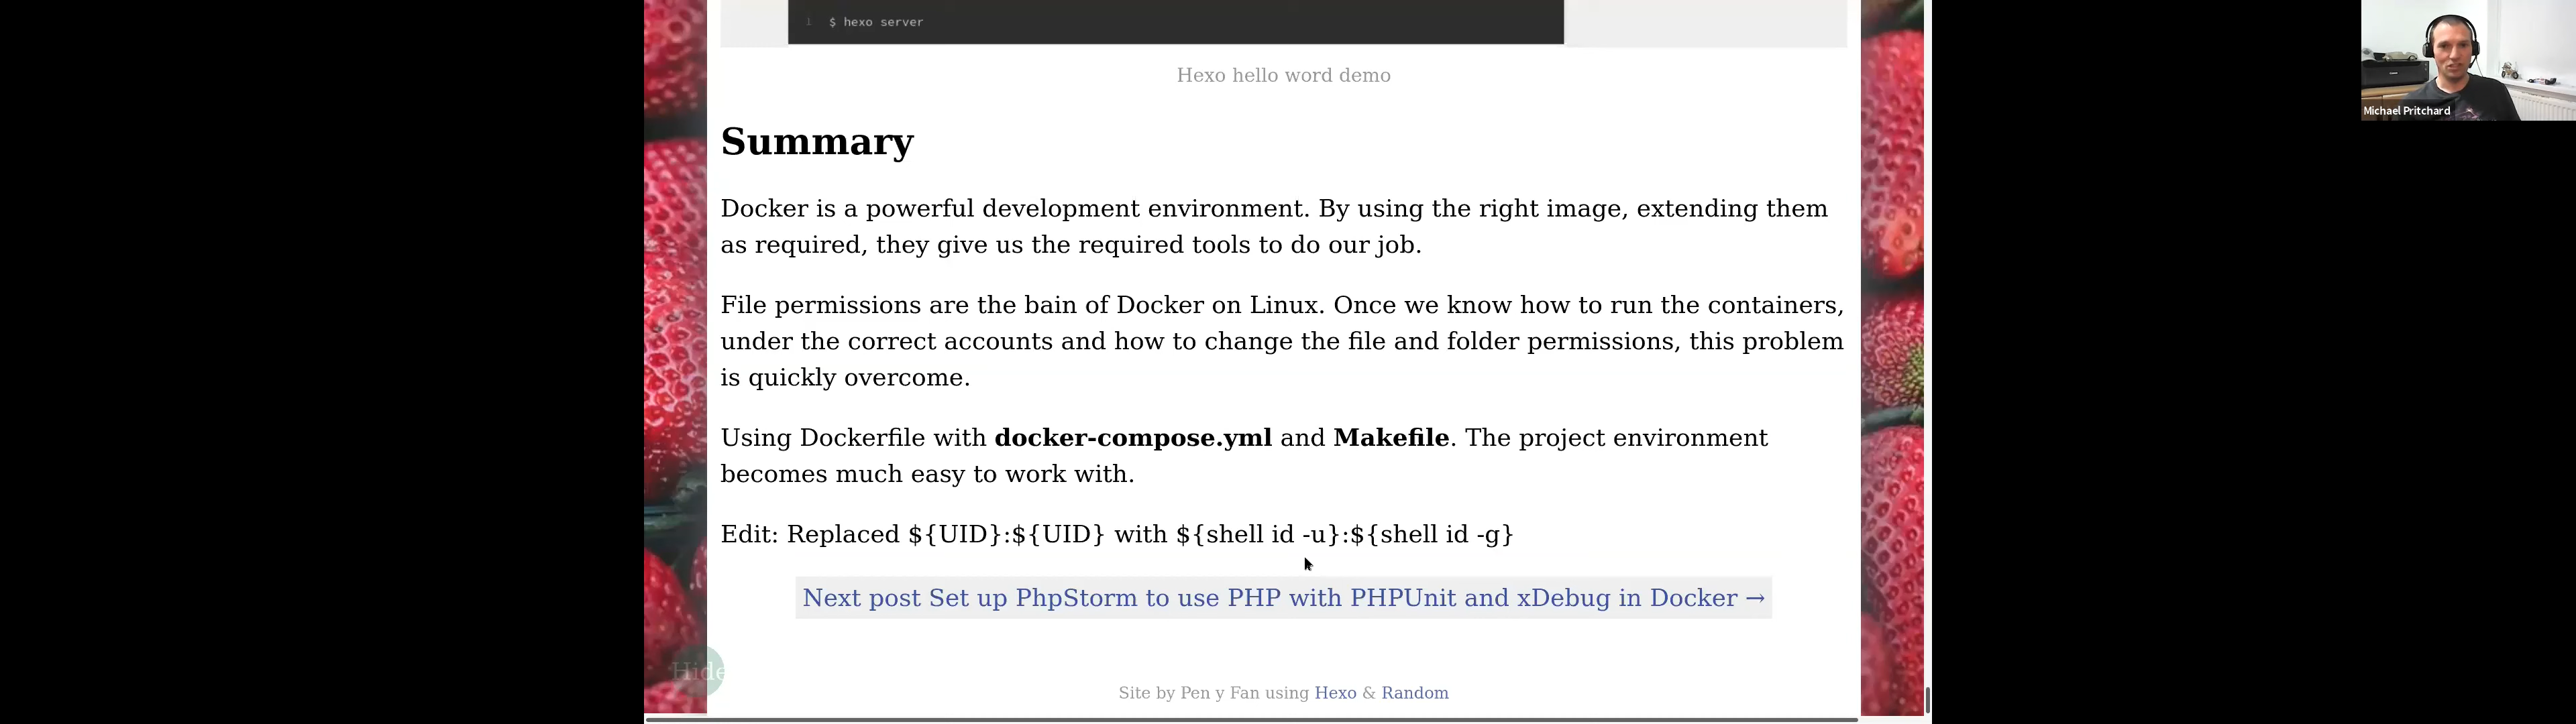 1 $ hexo server
Hexo hello word demo
Michael Pritchard
Summary
Docker is a powerful development environment. By using the right image, extending them
as required, they give us the required tools to do our job.
File permissions are the bain of Docker on Linux. Once we know how to run the containers,
under the correct accounts and how to change the file and folder permissions, this problem
is quickly overcome.
Using Dockerfile with docker-compose.yml and Makefile. The project environment
becomes much easy to work with.
Edit: Replaced ${UID}:${UID} with ${shell id -u}:${shell id -g}
Next post Set up PhpStorm to use PHP with PHPUnit and xDebug in Docker →
Hide
Site by Pen y Fan using Hexo & Random